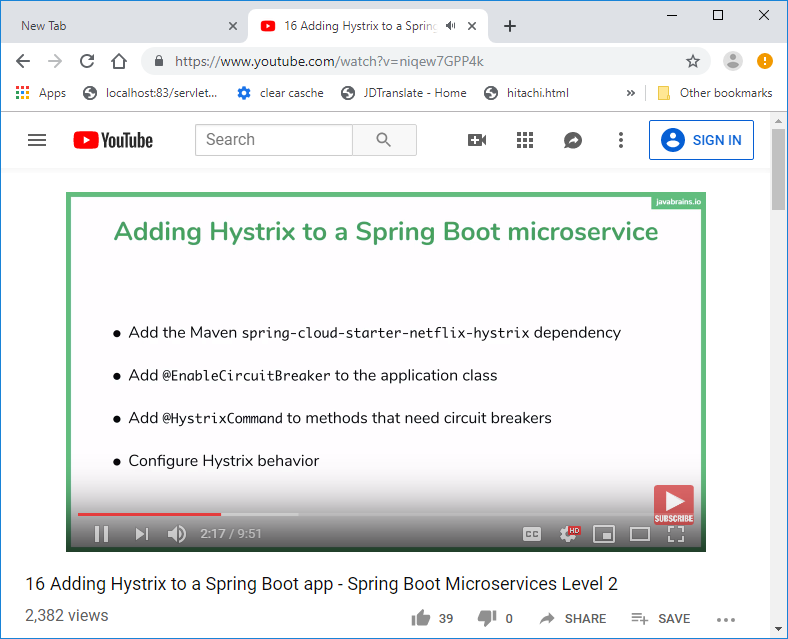 New Tab
16 Adding Hystrix to a Spring
https://www.youtube.com/watch?v=niqew7GPP4k
Apps
localhost:83/servlet...
clear casche
JDTranslate - Home
hitachi.html
»
Other bookmarks
YouTube
Search
SIGN IN
javabrains.io
Adding Hystrix to a Spring Boot microservice
• Add the Maven spring-cloud-starter-netflix-hystrix dependency
• Add @EnableCircuitBreaker to the application class
• Add @HystrixCommand to methods that need circuit breakers
• Configure Hystrix behavior
SUBSCRIBE
2:17 / 9:51
CC
HD
16 Adding Hystrix to a Spring Boot app - Spring Boot Microservices Level 2
2,382 views
39
0
SHARE
SAVE